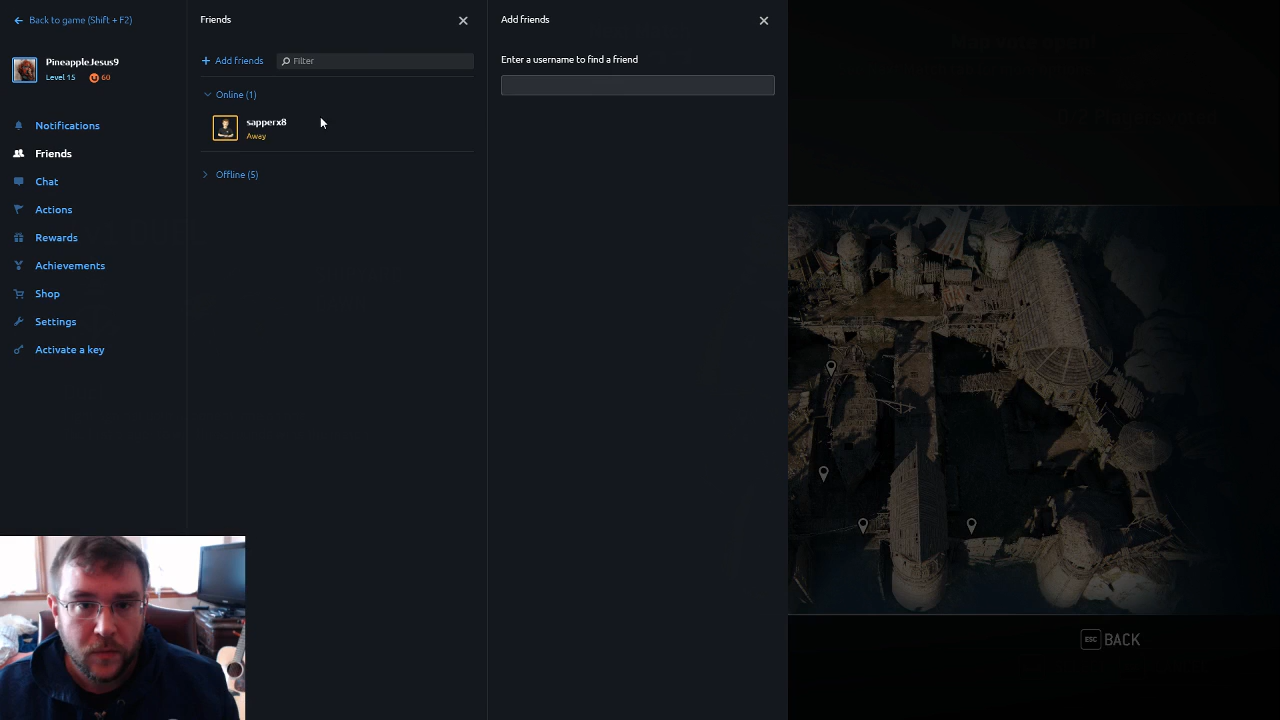 Back to game (Shift + F2)
PineappleJesus9
Level 15
60
Notifications
Friends
Chat
Actions
Rewards
Achievements
Shop
Settings
Activate a key
Friends
Add friends
Filter
Online (1)
sapperx8
Away
Offline (5)
Add friends
Enter a username to find a friend
ESC BACK